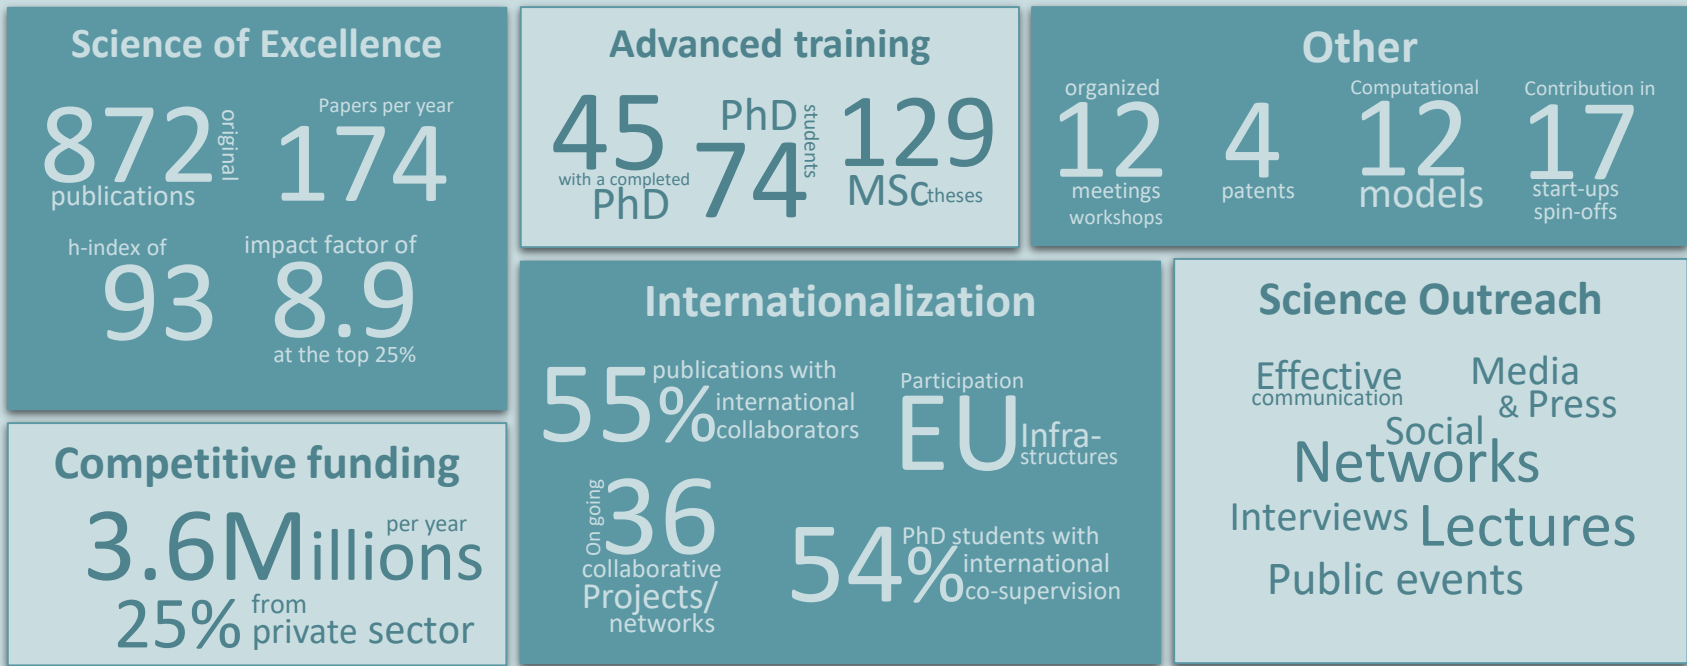 Science of Excellence
872 original
publications
Papers per year
174
h-index of
93
impact factor of
8.9
at the top 25%
Competitive funding
3.6Millions per year
25% from
private sector
Advanced training
45
with a completed
PhD
PhD students
74
129
MSc theses
Other
organized
12
meetings
workshops
4
patents
Computational
12
models
Contribution in
17
start-ups
spin-offs
Internationalization
55% publications with
international
collaborators
Participation
EU Infra-
structures
On going
36
collaborative
Projects/
networks
54% PhD students with
international
co-supervision
Science Outreach
Effective
communication
Media
& Press
Social
Networks
Interviews Lectures
Public events